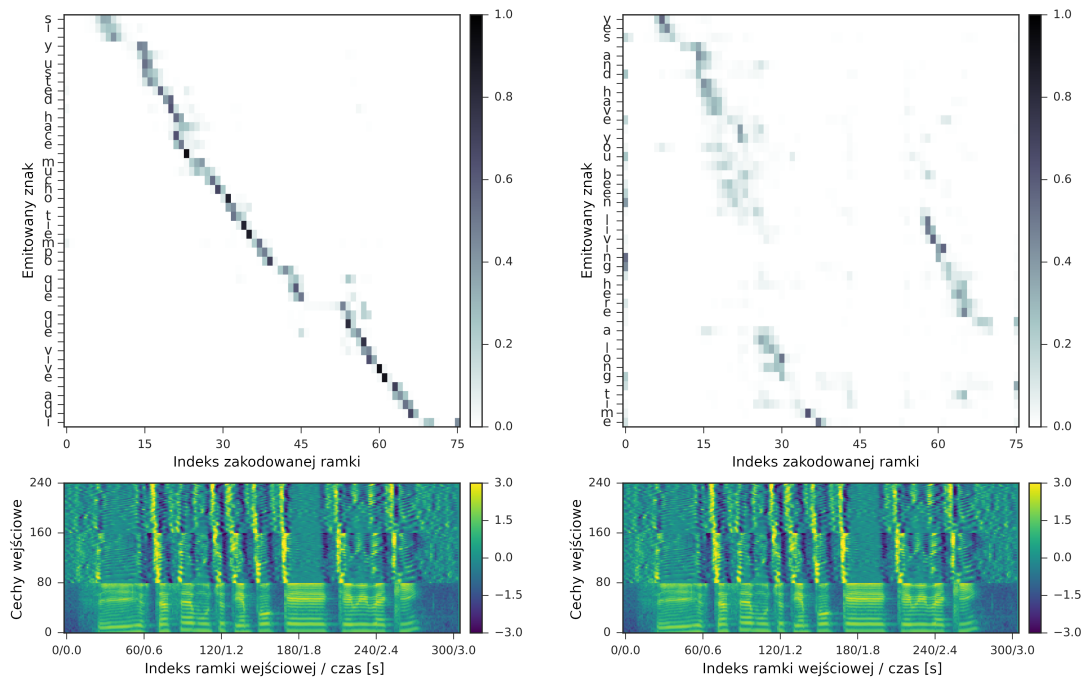 Emitowany znak
s i y u s t e d h a c e m u c h o t i e m p o q u e q u e v i v e a q u i
0 15 30 45 60 75
Indeks zakodowanej ramki
1.0
0.8
0.6
0.4
0.2
0.0
Emitowany znak
y e s a n d h a v e y o u b e e n l i v i n g h e r e a l o n g t i m e
0 15 30 45 60 75
Indeks zakodowanej ramki
1.0
0.8
0.6
0.4
0.2
0.0
Cechy wejściowe
240
160
80
0
0/0.0 60/0.6 120/1.2 180/1.8 240/2.4 300/3.0
Indeks ramki wejściowej / czas [s]
3.0
1.5
0.0
−1.5
−3.0
Cechy wejściowe
240
160
80
0
0/0.0 60/0.6 120/1.2 180/1.8 240/2.4 300/3.0
Indeks ramki wejściowej / czas [s]
3.0
1.5
0.0
−1.5
−3.0